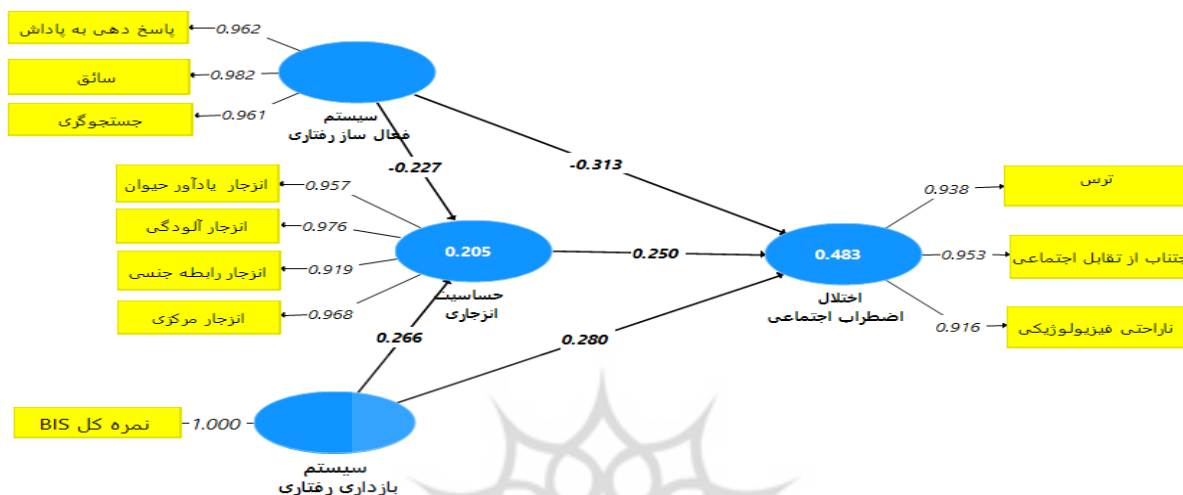 پاسخ دهی به پاداش
0.962
سائق
0.982
جستجوگری
0.961
سیستم
فعال ساز رفتاری
-0.227
-0.313
انزجار یادآور حیوان
0.957
انزجار آلودگی
0.976
انزجار رابطه جنسی
0.919
انزجار مرکزی
0.968
0.205
حساسیت
انزجاری
0.250
0.266
0.280
0.483
اختلال
اضطراب اجتماعی
ترس
0.938
جتناب از تقابل اجتماعی
0.953
ناراحتی فیزیولوژیکی
0.916
نمره کل BIS
1.000
سیستم
بازداری رفتاری